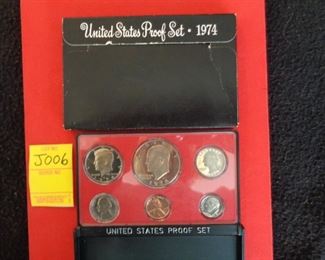 United States Proof Set • 1974
J006
UNITED STATES PROOF SET